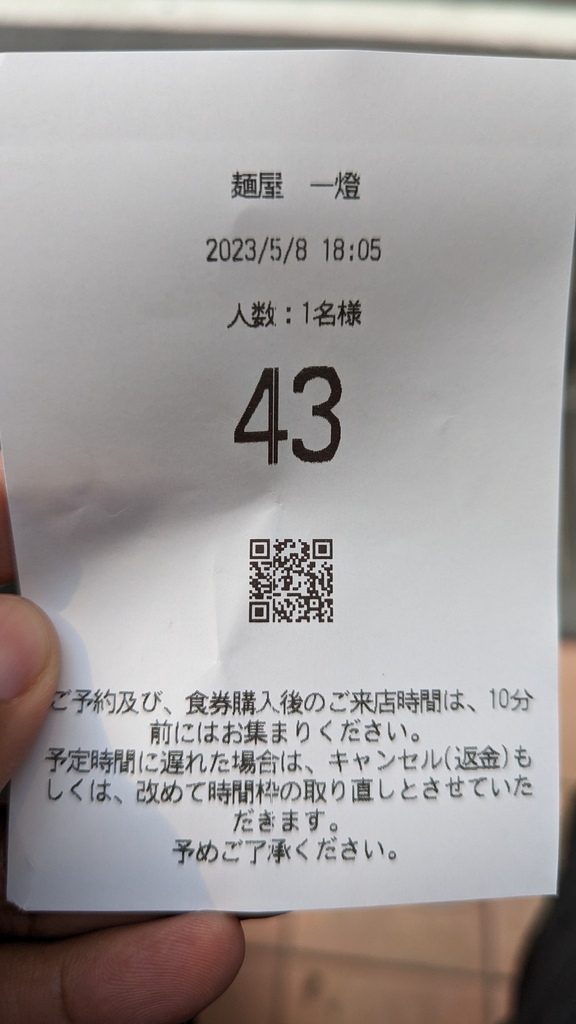 麺屋　一燈
2023/5/8 18:05
人数：1名様
43
ご予約及び、食券購入後のご来店時間は、10分
前にはお集まりください。
予定時間に遅れた場合は、キャンセル(返金)も
しくは、改めて時間枠の取り直しとさせていた
だきます。
予めご了承ください。